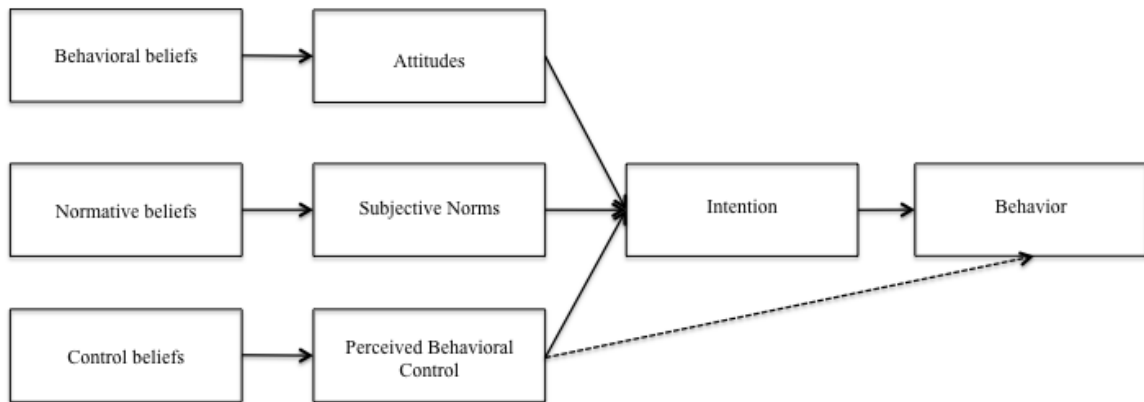 Behavioral beliefs
Attitudes
Normative beliefs
Subjective Norms
Intention
Behavior
Control beliefs
Perceived Behavioral
Control